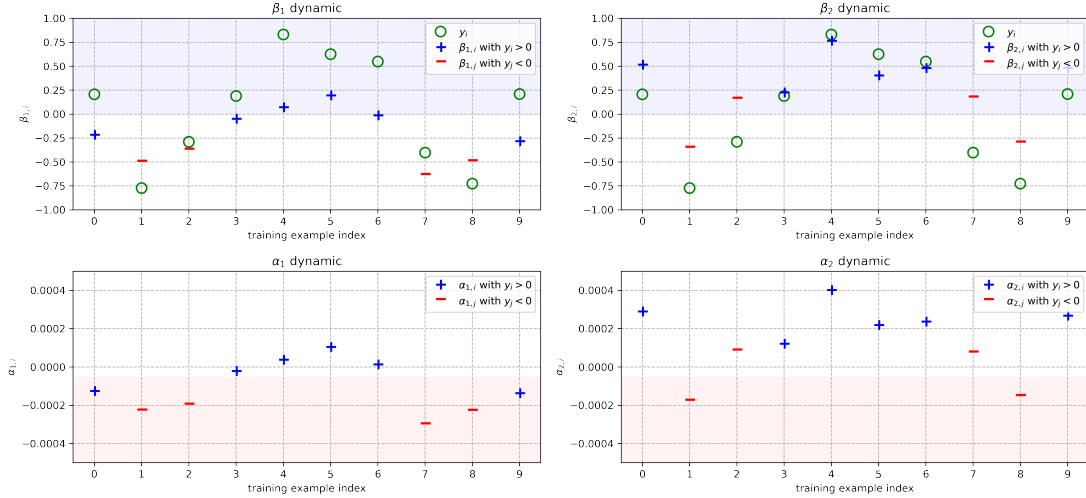 β₁ dynamic
1.00
0.75
0.50
0.25
0.00
−0.25
−0.50
−0.75
−1.00
β₁,ᵢ
yᵢ
β₁,ᵢ with yᵢ > 0
β₁,ⱼ with yⱼ < 0
0 1 2 3 4 5 6 7 8 9
training example index
β₂ dynamic
1.00
0.75
0.50
0.25
0.00
−0.25
−0.50
−0.75
−1.00
β₂,ᵢ
yᵢ
β₂,ᵢ with yᵢ > 0
β₂,ⱼ with yⱼ < 0
0 1 2 3 4 5 6 7 8 9
training example index
α₁ dynamic
0.0004
0.0002
0.0000
−0.0002
−0.0004
α₁,ᵢ
α₁,ᵢ with yᵢ > 0
α₁,ⱼ with yⱼ < 0
0 1 2 3 4 5 6 7 8 9
training example index
α₂ dynamic
0.0004
0.0002
0.0000
−0.0002
−0.0004
α₂,ᵢ
α₂,ᵢ with yᵢ > 0
α₂,ⱼ with yⱼ < 0
0 1 2 3 4 5 6 7 8 9
training example index